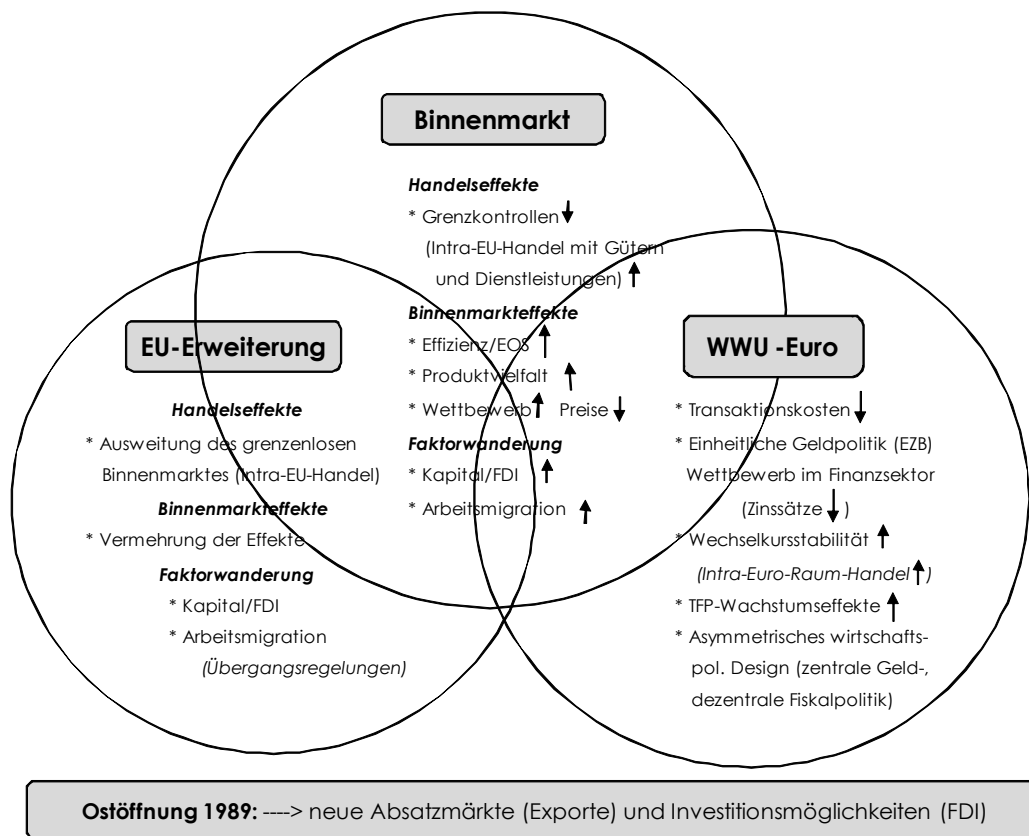 Binnenmarkt
Handelseffekte
* Grenzkontrollen ↓
(Intra-EU-Handel mit Gütern
und Dienstleistungen) ↑
Binnenmarkteffekte
* Effizienz/EOS ↑
* Produktvielfalt ↑
* Wettbewerb ↑ Preise ↓
Faktorwanderung
* Kapital/FDI ↑
* Arbeitsmigration ↑
EU-Erweiterung
Handelseffekte
* Ausweitung des grenzenlosen
Binnenmarktes (Intra-EU-Handel)
Binnenmarkteffekte
* Vermehrung der Effekte
Faktorwanderung
* Kapital/FDI
* Arbeitsmigration
(Übergangsregelungen)
WWU -Euro
* Transaktionskosten ↓
* Einheitliche Geldpolitik (EZB)
Wettbewerb im Finanzsektor
(Zinssätze ↓ )
* Wechselkursstabilität ↑
(Intra-Euro-Raum-Handel ↑)
* TFP-Wachstumseffekte ↑
* Asymmetrisches wirtschafts-
pol. Design (zentrale Geld-,
dezentrale Fiskalpolitik)
Ostöffnung 1989: ----> neue Absatzmärkte (Exporte) und Investitionsmöglichkeiten (FDI)